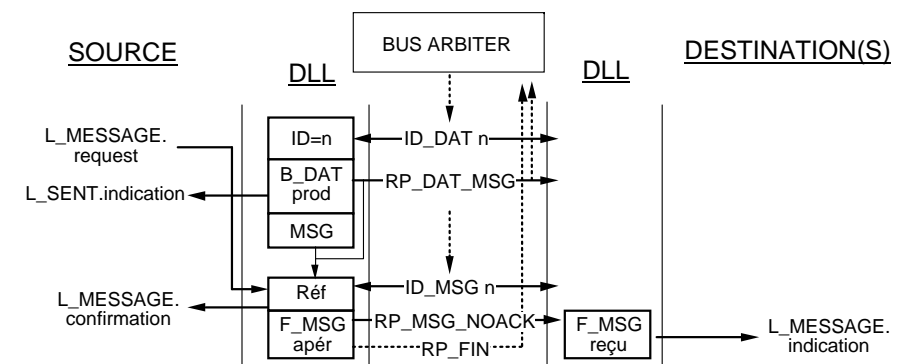 BUS ARBITER
SOURCE
DLL
DLL
DESTINATION(S)
L_MESSAGE.
request
ID=n
ID_DAT n
L_SENT.indication
B_DAT
prod
RP_DAT_MSG
MSG
Réf
ID_MSG n
L_MESSAGE.
confirmation
F_MSG
apér
RP_MSG_NOACK
RP_FIN
F_MSG
reçu
L_MESSAGE.
indication